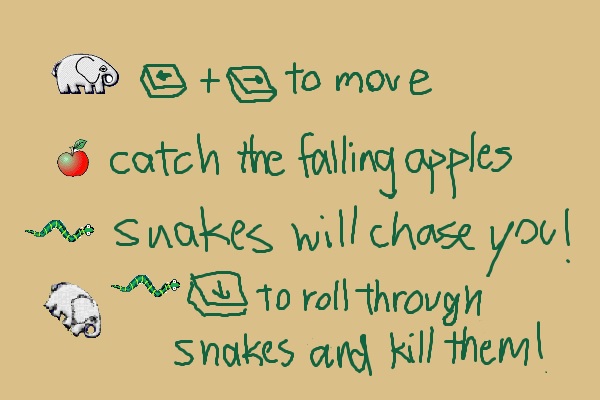 ← + → to move
catch the falling apples
snakes will chase you!
↓ to roll through
snakes and kill them!